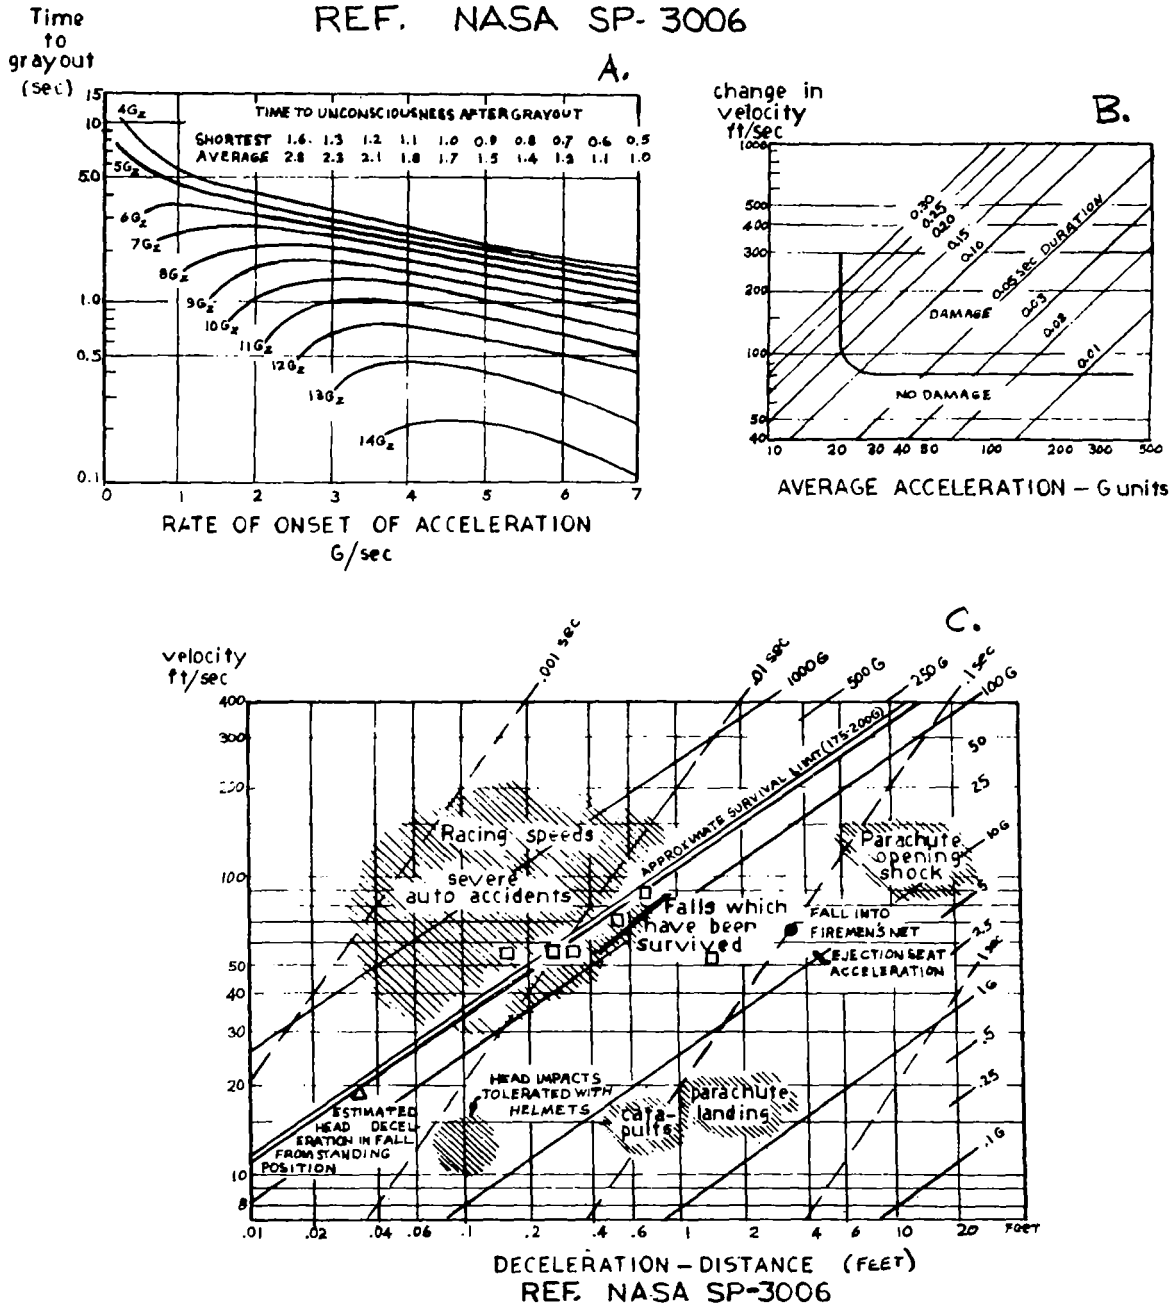 REF. NASA SP-3006
Time
to
grayout
(sec)
A.
TIME TO UNCONSCIOUSNESS AFTER GRAYOUT
SHORTEST 1.6 1.3 1.2 1.1 1.0 0.9 0.8 0.7 0.6 0.5
AVERAGE 2.8 2.3 2.1 1.8 1.7 1.5 1.4 1.3 1.1 1.0
15
10
5.0
1.0
0.5
0.1
4Gz
5Gz
6Gz
7Gz
8Gz
9Gz
10Gz
11Gz
12Gz
13Gz
14Gz
0 1 2 3 4 5 6 7
RATE OF ONSET OF ACCELERATION
G/sec
change in
velocity
ft/sec
B.
1000
500
400
300
200
100
50
40
0.30
0.25
0.20
0.15
0.10
0.05 sec DURATION
0.03
0.02
0.01
DAMAGE
NO DAMAGE
10 20 30 40 50 100 200 300 500
AVERAGE ACCELERATION – G units
C.
velocity
ft/sec
.001 sec
.01 sec
1000 G
500 G
250 G
.1 sec
100 G
50
25
10 G
5
2.5
1 sec
1 G
.5
.25
.1G
400
300
200
100
50
40
30
20
10
8
APPROXIMATE SURVIVAL LIMIT (175-200G)
Racing speeds
severe
auto accidents
Parachute
opening
shock
Falls which
have been
survived
FALL INTO
FIREMEN'S NET
EJECTION SEAT
ACCELERATION
HEAD IMPACTS
TOLERATED WITH
HELMETS
ESTIMATED
HEAD DECEL-
ERATION IN FALL
FROM STANDING
POSITION
cata-
pults
parachute
landing
.01 .02 .04 .06 .1 .2 .4 .6 1 2 4 6 10 20 FEET
DECELERATION – DISTANCE (FEET)
REF. NASA SP-3006